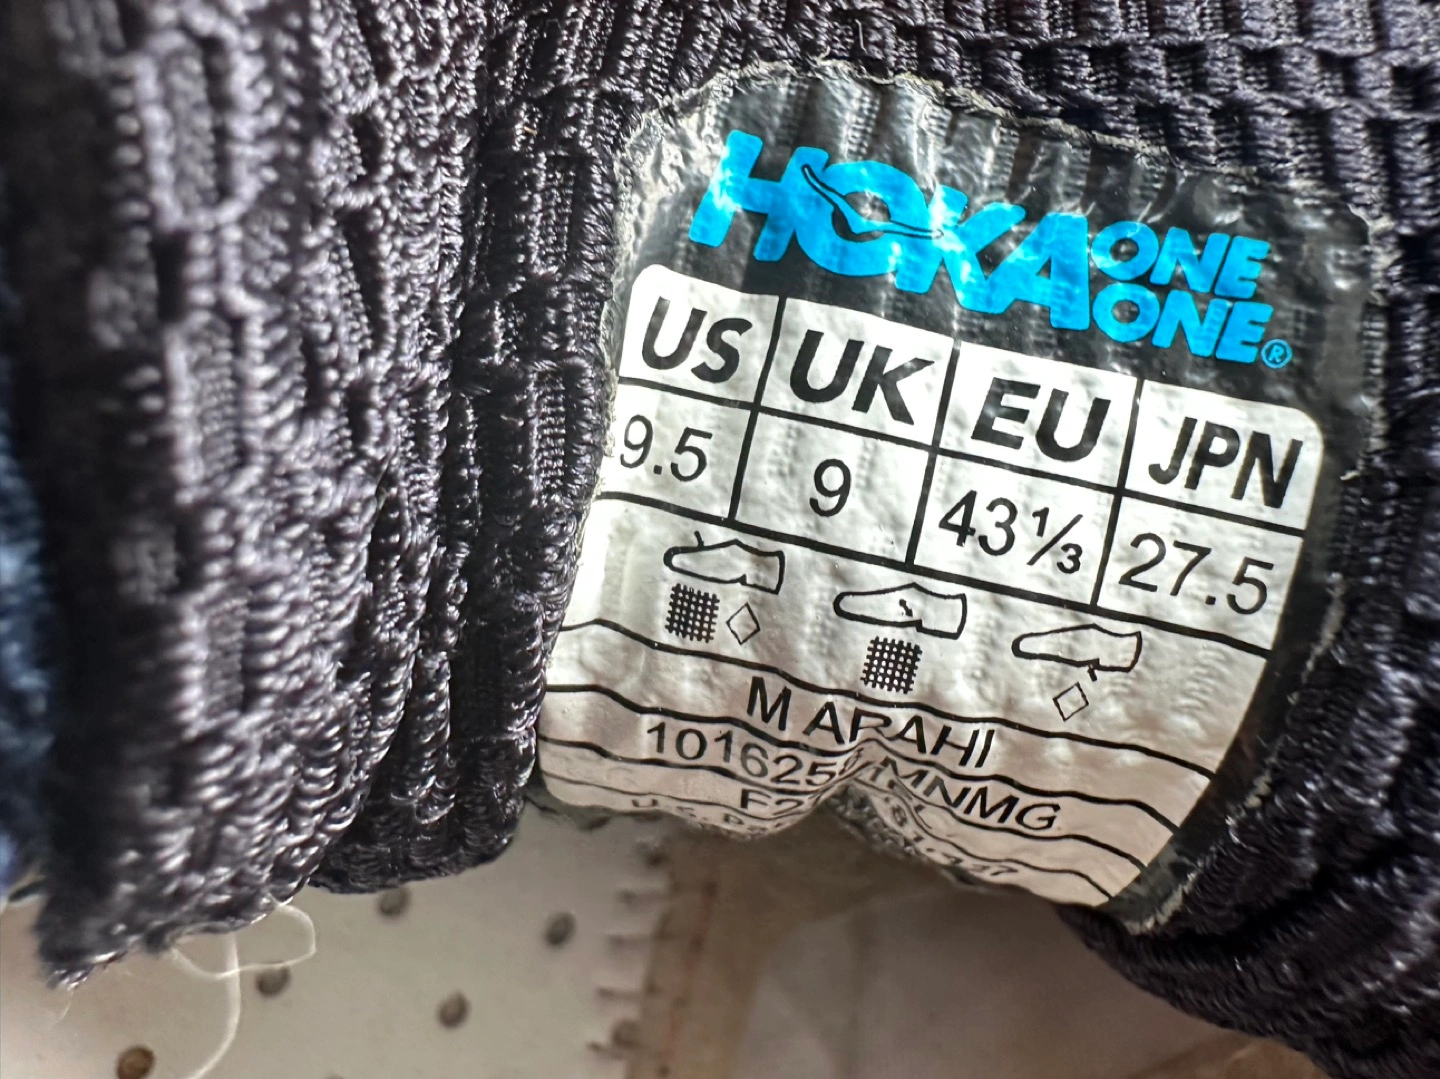 HOKA ONE ONE®
US UK EU JPN
9.5 9 43⅓ 27.5
M ARAHI
MNMG